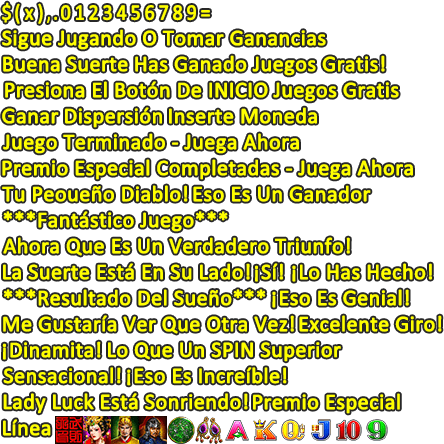 $(x),.0123456789=
Sigue Jugando O Tomar Ganancias
Buena Suerte Has Ganado Juegos Gratis!
Presiona El Botón De INICIO Juegos Gratis
Ganar Dispersión Inserte Moneda
Juego Terminado - Juega Ahora
Premio Especial Completadas - Juega Ahora
Tu Peoueño Diablo! Eso Es Un Ganador
***Fantástico Juego***
Ahora Que Es Un Verdadero Triunfo!
La Suerte Está En Su Lado! ¡Sí! ¡Lo Has Hecho!
***Resultado Del Sueño*** ¡Eso Es Genial!
Me Gustaría Ver Que Otra Vez! Excelente Giro!
¡Dinamita! Lo Que Un SPIN Superior
Sensacional! ¡Eso Es Increíble!
Lady Luck Está Sonriendo! Premio Especial
Línea A K Q J 10 9